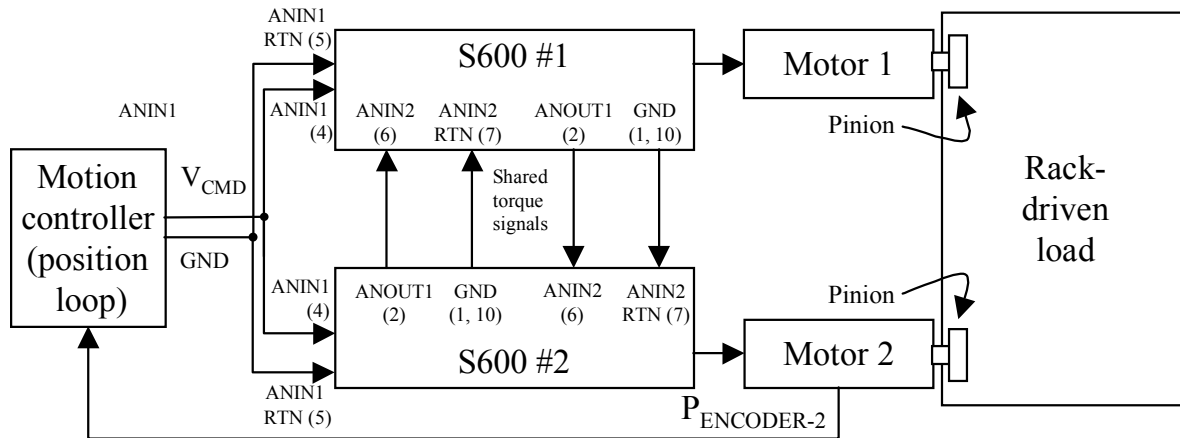 ANIN1
RTN (5)
S600 #1
Motor 1
ANIN1
ANIN1
(4)
ANIN2
(6)
ANIN2
RTN (7)
ANOUT1
(2)
GND
(1, 10)
Pinion
Motion
controller
(position
loop)
VCMD
GND
Shared
torque
signals
Rack-
driven
load
ANIN1
(4)
ANOUT1
(2)
GND
(1, 10)
ANIN2
(6)
ANIN2
RTN (7)
Pinion
S600 #2
Motor 2
ANIN1
RTN (5)
PENCODER-2